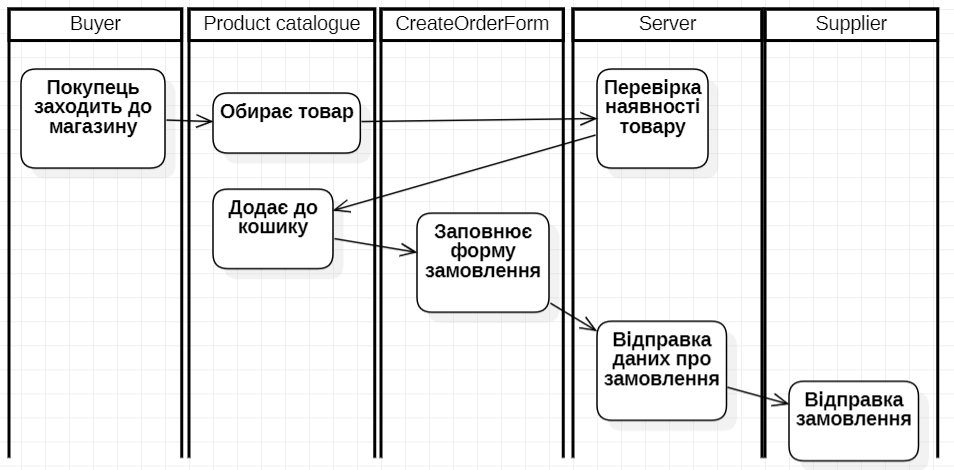 Buyer
Product catalogue
CreateOrderForm
Server
Supplier
Покупець
заходить до
магазину
Обирає товар
Перевірка
наявності
товару
Додає до
кошику
Заповнює
форму
замовлення
Відправка
даних про
замовлення
Відправка
замовлення